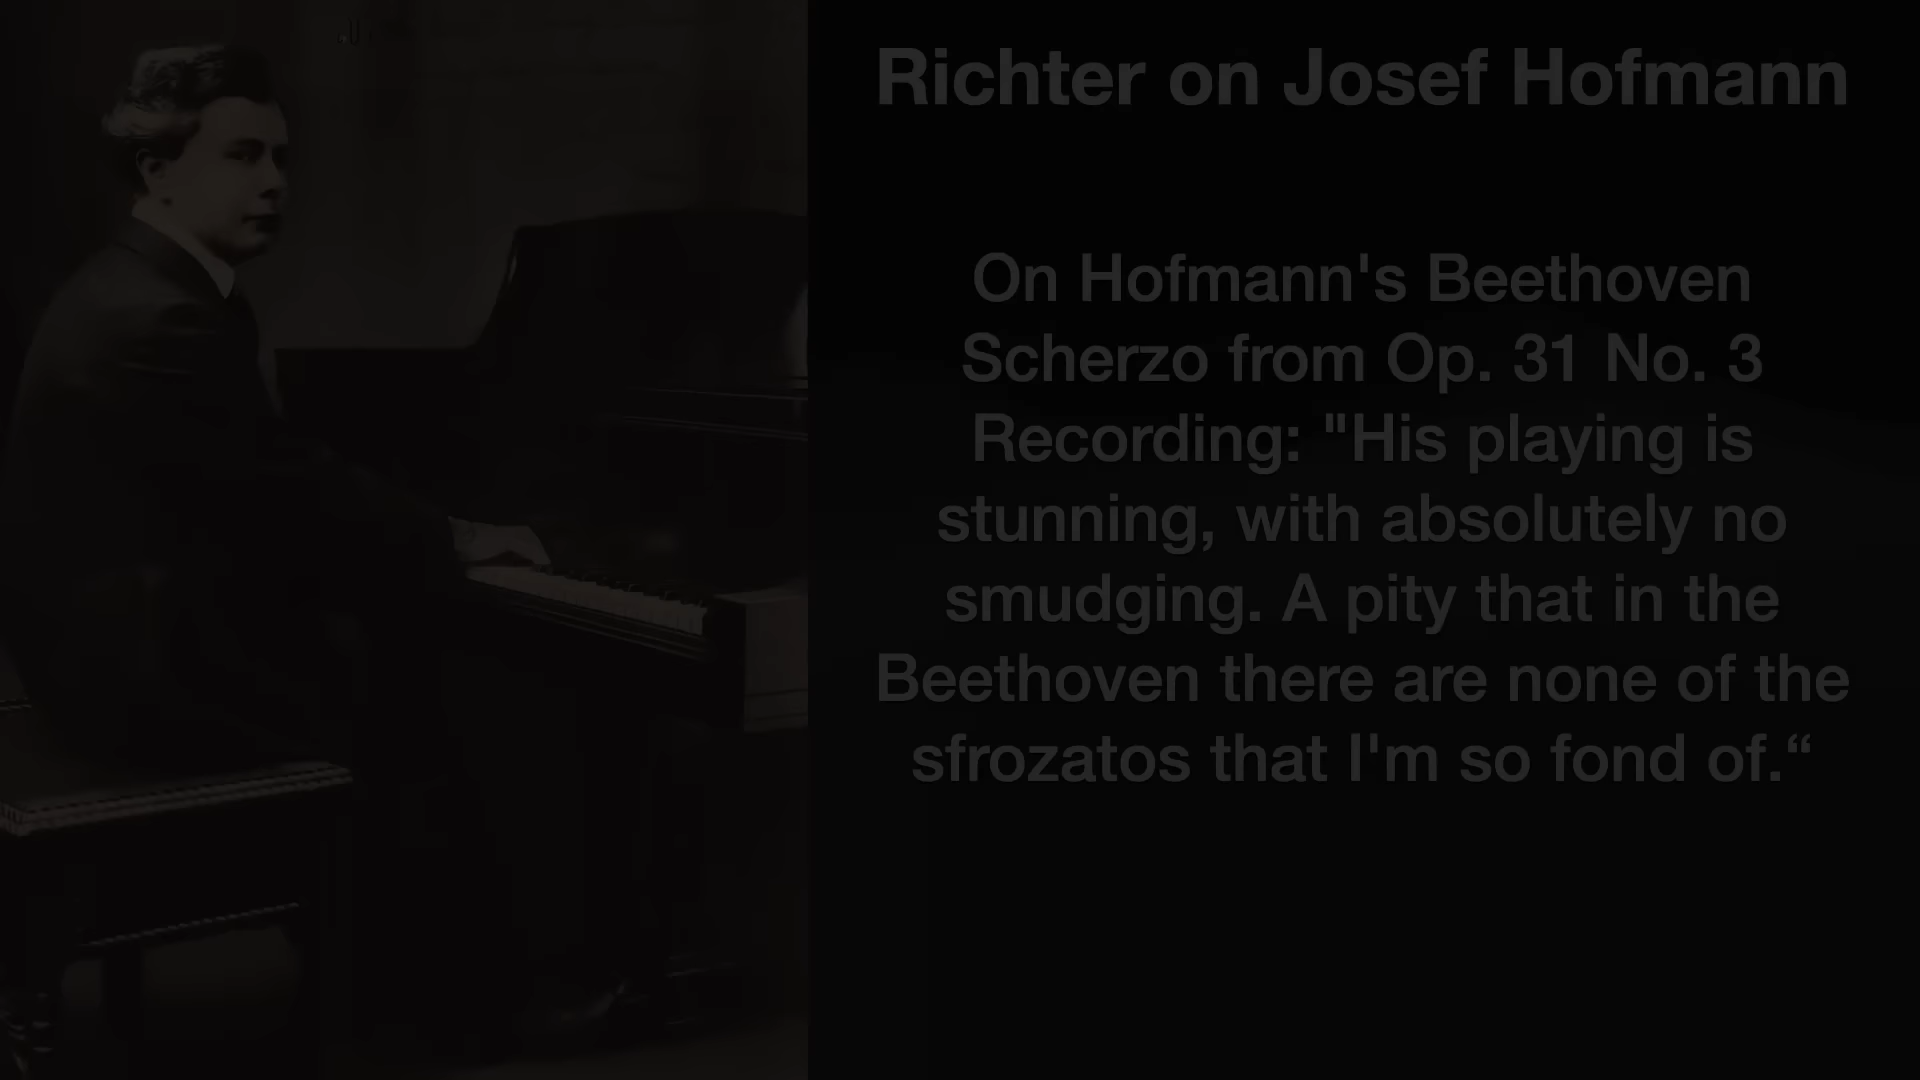 Richter on Josef Hofmann
On Hofmann's Beethoven
Scherzo from Op. 31 No. 3
Recording: "His playing is
stunning, with absolutely no
smudging. A pity that in the
Beethoven there are none of the
sfrozatos that I'm so fond of.“